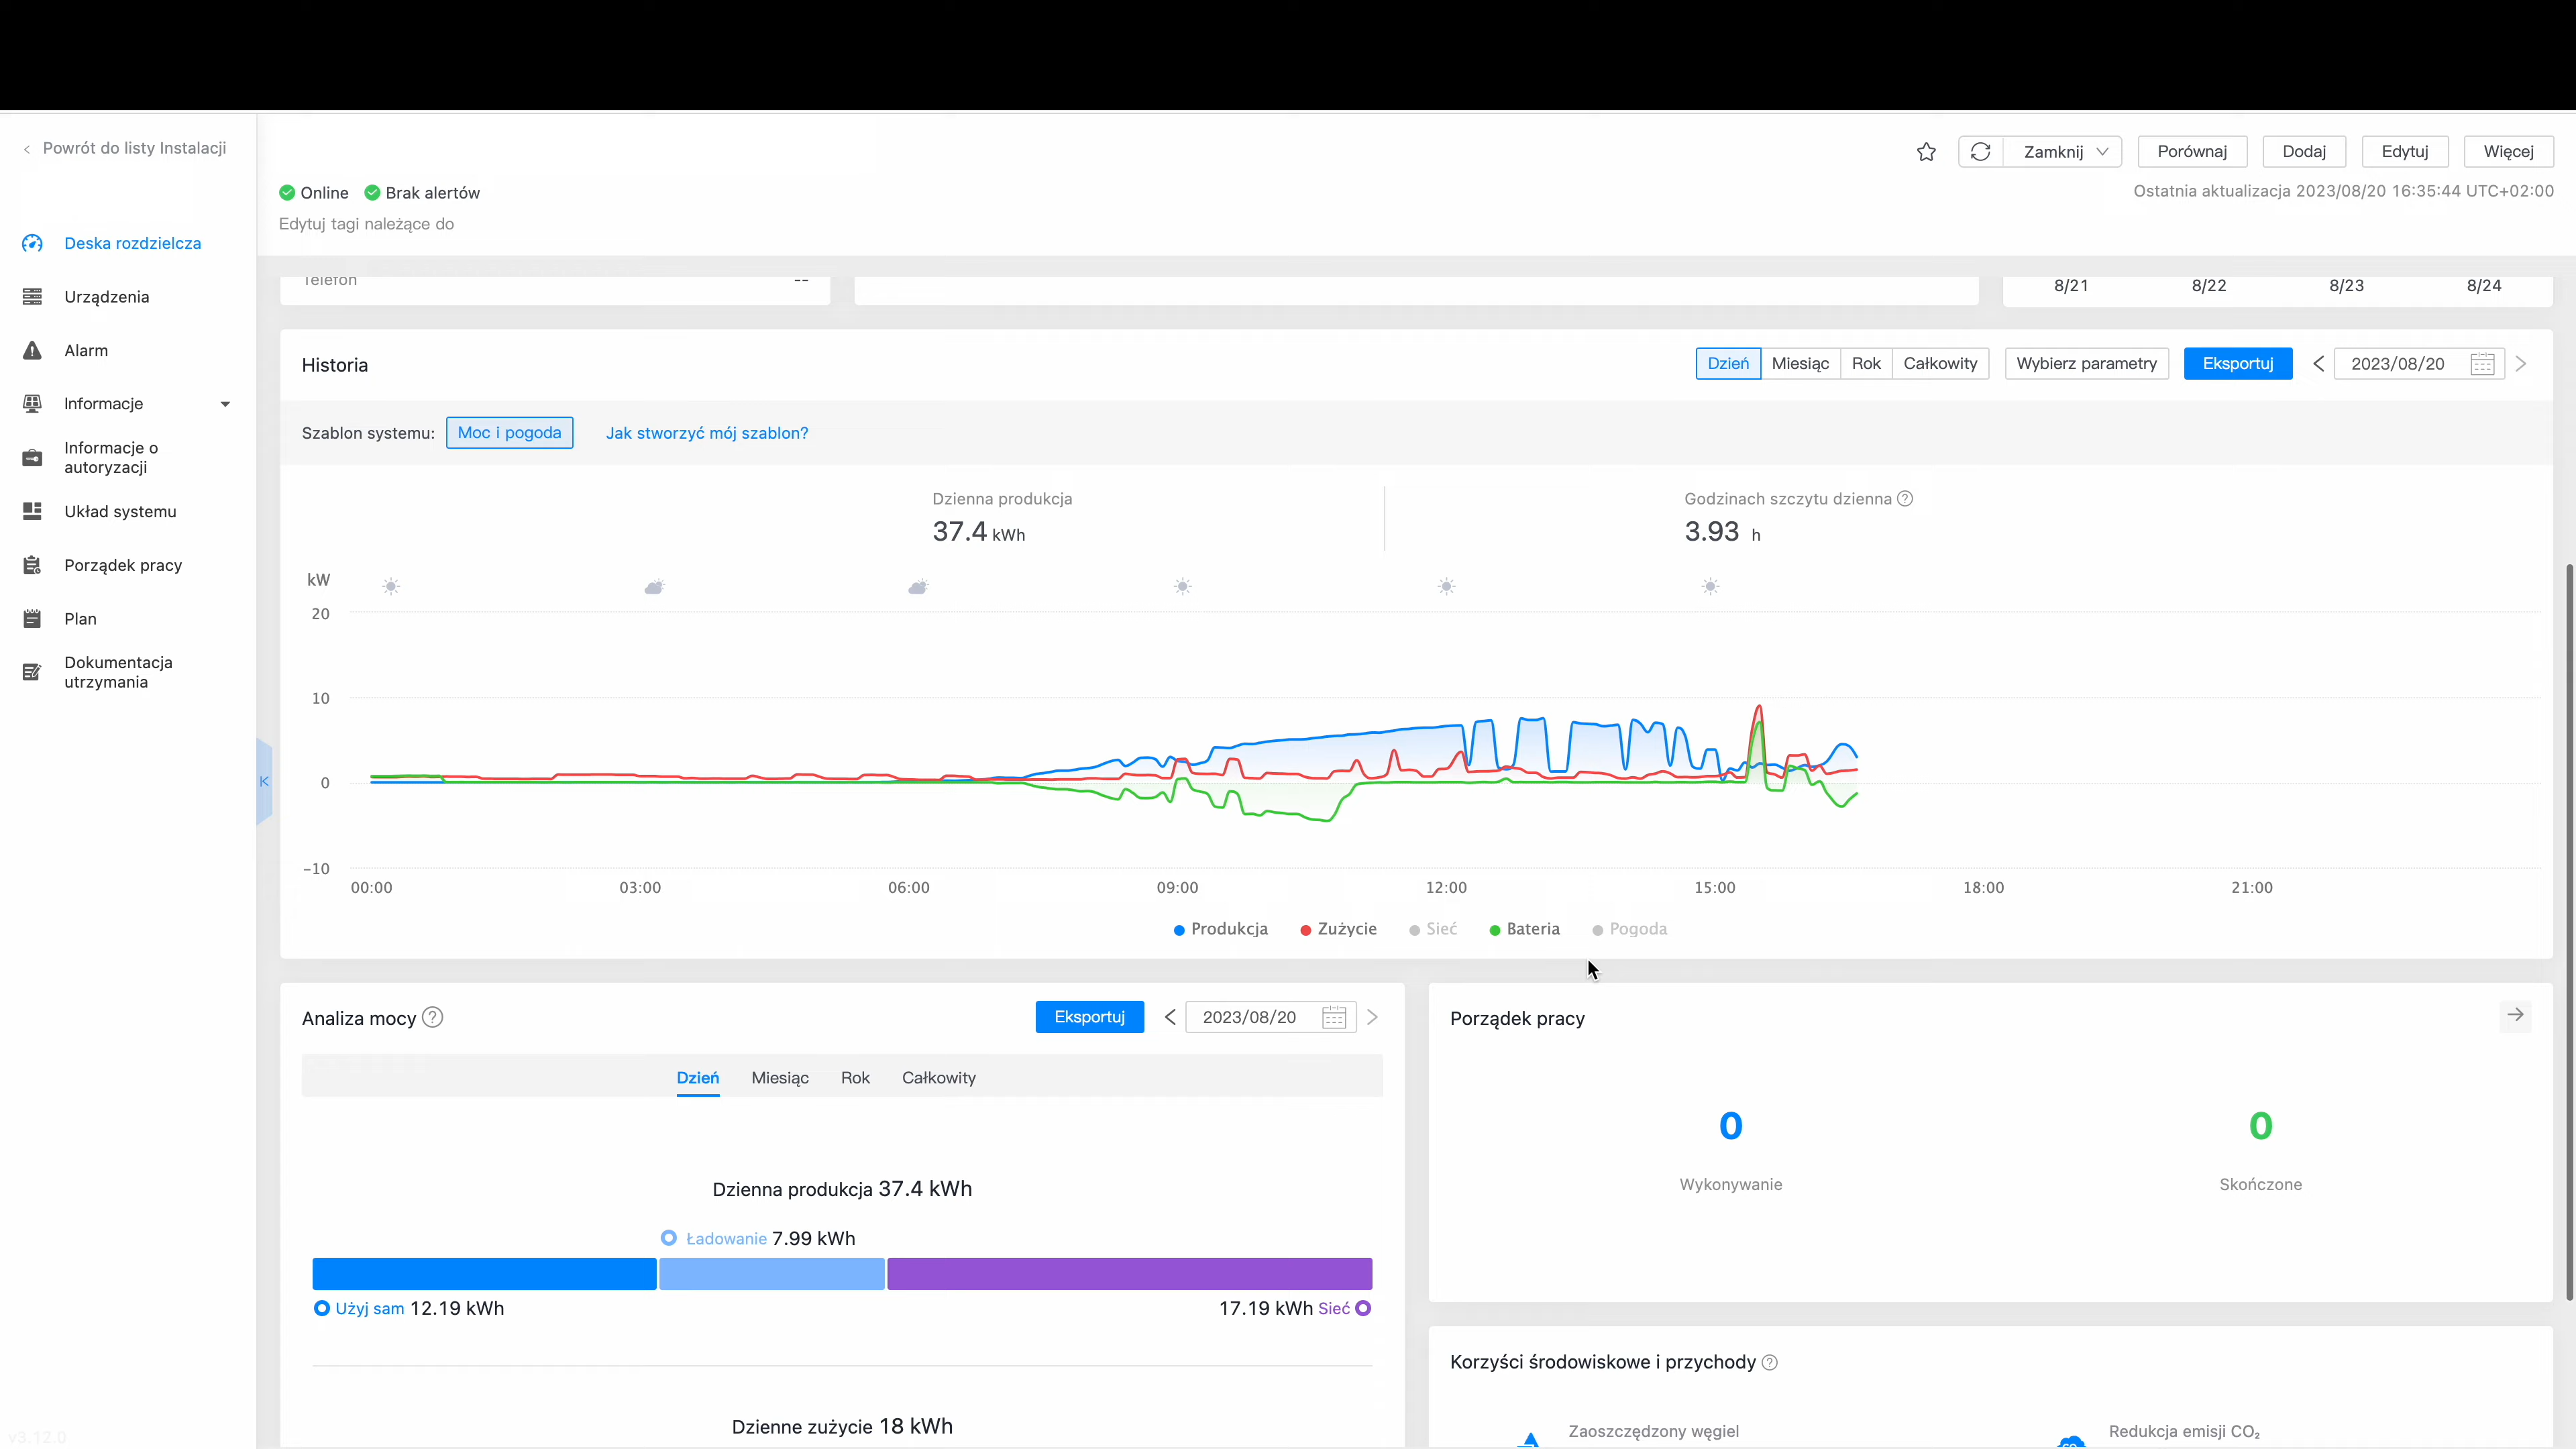 Powrót do listy Instalacji
Zamknij
Porównaj
Dodaj
Edytuj
Więcej
Online
Brak alertów
Ostatnia aktualizacja 2023/08/20 16:35:44 UTC+02:00
Edytuj tagi należące do
Deska rozdzielcza
Urządzenia
Alarm
Informacje
Informacje o
autoryzacji
Układ systemu
Porządek pracy
Plan
Dokumentacja
utrzymania
v3.12.0
Telefon
--
8/21
8/22
8/23
8/24
Historia
Dzień
Miesiąc
Rok
Całkowity
Wybierz parametry
Eksportuj
2023/08/20
Szablon systemu:
Moc i pogoda
Jak stworzyć mój szablon?
Dzienna produkcja
37.4 kWh
Godzinach szczytu dzienna
3.93 h
kW
20
10
0
-10
00:00
03:00
06:00
09:00
12:00
15:00
18:00
21:00
Produkcja
Zużycie
Sieć
Bateria
Pogoda
Analiza mocy
Eksportuj
2023/08/20
Dzień
Miesiąc
Rok
Całkowity
Dzienna produkcja 37.4 kWh
Ładowanie 7.99 kWh
Użyj sam 12.19 kWh
17.19 kWh Sieć
Dzienne zużycie 18 kWh
Porządek pracy
0
Wykonywanie
0
Skończone
Korzyści środowiskowe i przychody
Zaoszczędzony węgiel
Redukcja emisji CO₂